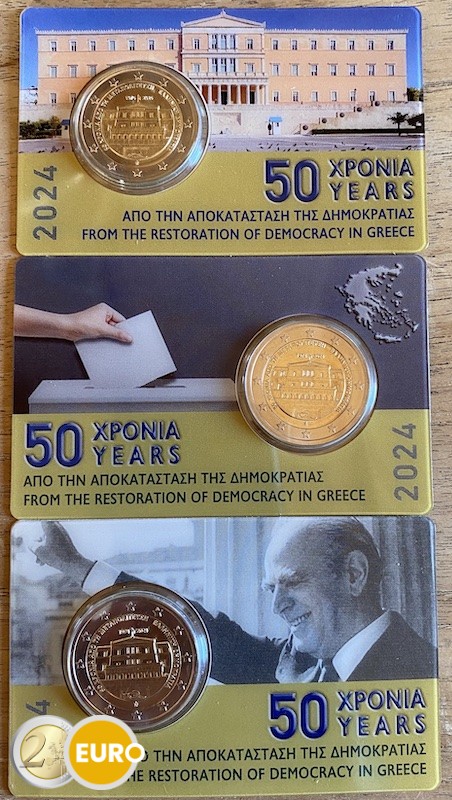 2024
50 ΧΡΟΝΙΑ
YEARS
ΑΠΟ ΤΗΝ ΑΠΟΚΑΤΑΣΤΑΣΗ ΤΗΣ ΔΗΜΟΚΡΑΤΙΑΣ
FROM THE RESTORATION OF DEMOCRACY IN GREECE
50 ΧΡΟΝΙΑ
YEARS
2024
ΑΠΟ ΤΗΝ ΑΠΟΚΑΤΑΣΤΑΣΗ ΤΗΣ ΔΗΜΟΚΡΑΤΙΑΣ
FROM THE RESTORATION OF DEMOCRACY IN GREECE
4
50 ΧΡΟΝΙΑ
YEARS
2 EURO
ΠΟ ΤΗΝ ΑΠΟΚΑΤΑΣΤΑΣΗ ΤΗΣ ΔΗΜΟΚΡΑΤΙΑΣ
THE RESTORATION OF DEMOCRACY IN GREECE